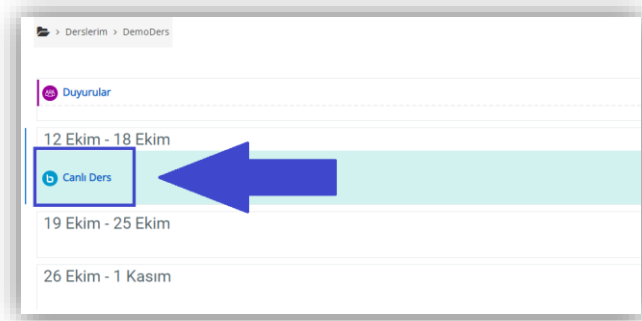 > Derslerim > DemoDers
Duyurular
12 Ekim - 18 Ekim
Canlı Ders
19 Ekim - 25 Ekim
26 Ekim - 1 Kasım